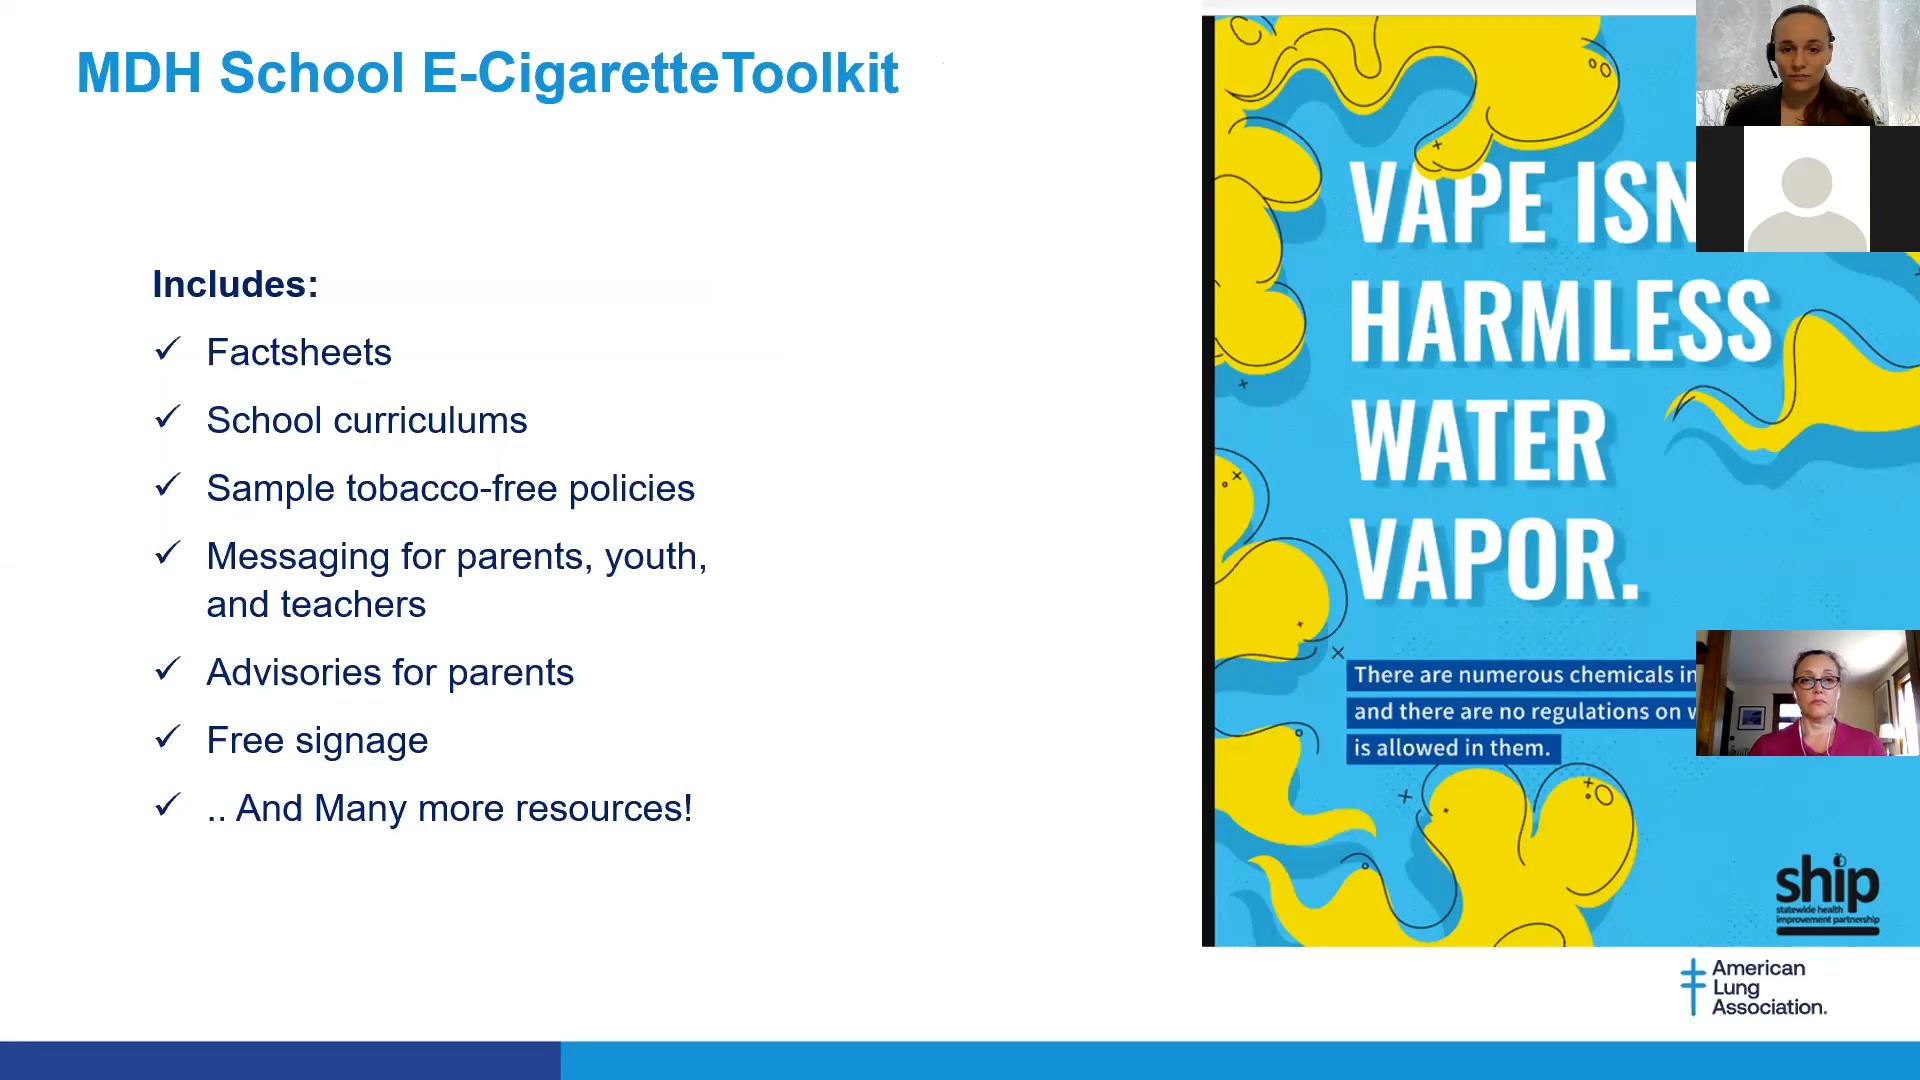 MDH School E-Cigarette Toolkit
Includes:
✓ Factsheets
✓ School curriculums
✓ Sample tobacco-free policies
✓ Messaging for parents, youth,
and teachers
✓ Advisories for parents
✓ Free signage
✓ .. And Many more resources!
VAPE ISN
HARMLESS
WATER
VAPOR.
There are numerous chemicals in
and there are no regulations on
is allowed in them.
ship
statewide health
improvement partnership
American
Lung
Association.